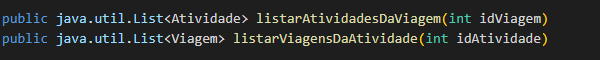 public java.util.List<Atividade> listarAtividadesDaViagem(int idViagem)
public java.util.List<Viagem> listarViagensDaAtividade(int idAtividade)